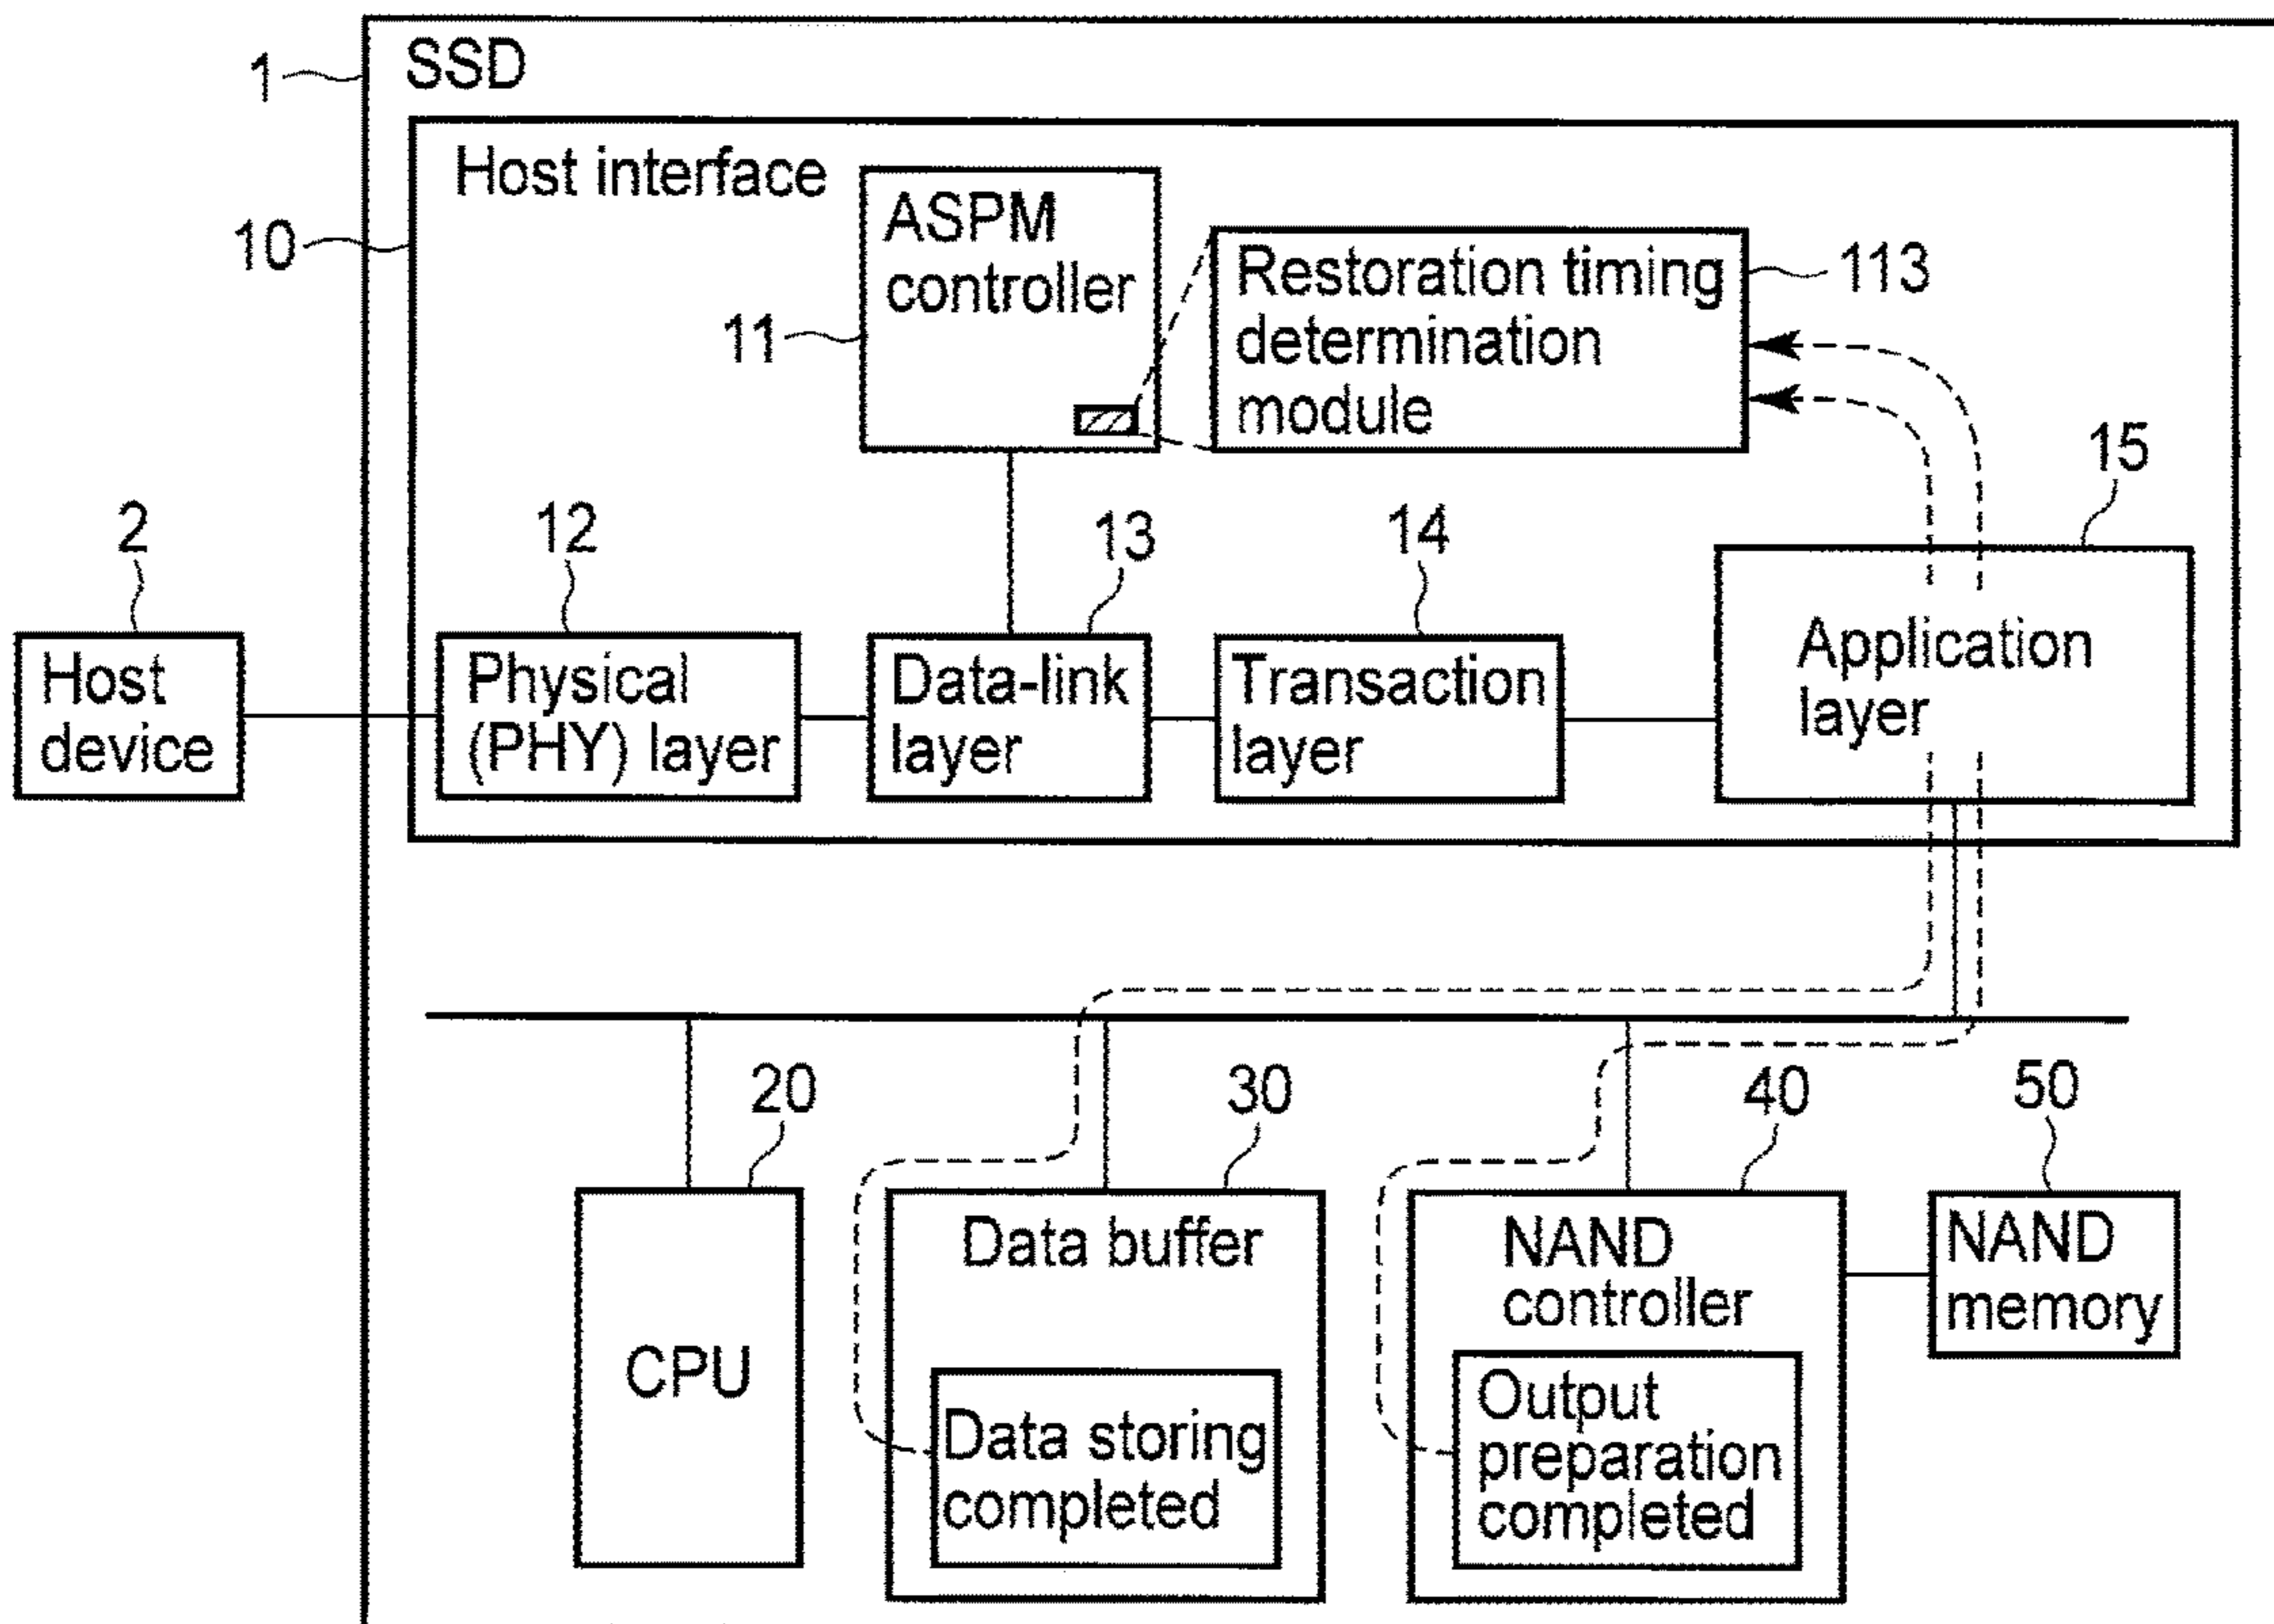 1
SSD
Host interface
10
ASPM
controller
11
Restoration timing
determination
module
113
15
2
12
13
14
Host
device
Physical
(PHY) layer
Data-link
layer
Transaction
layer
Application
layer
20
30
40
50
CPU
Data buffer
Data storing
completed
NAND
controller
Output
preparation
completed
NAND
memory